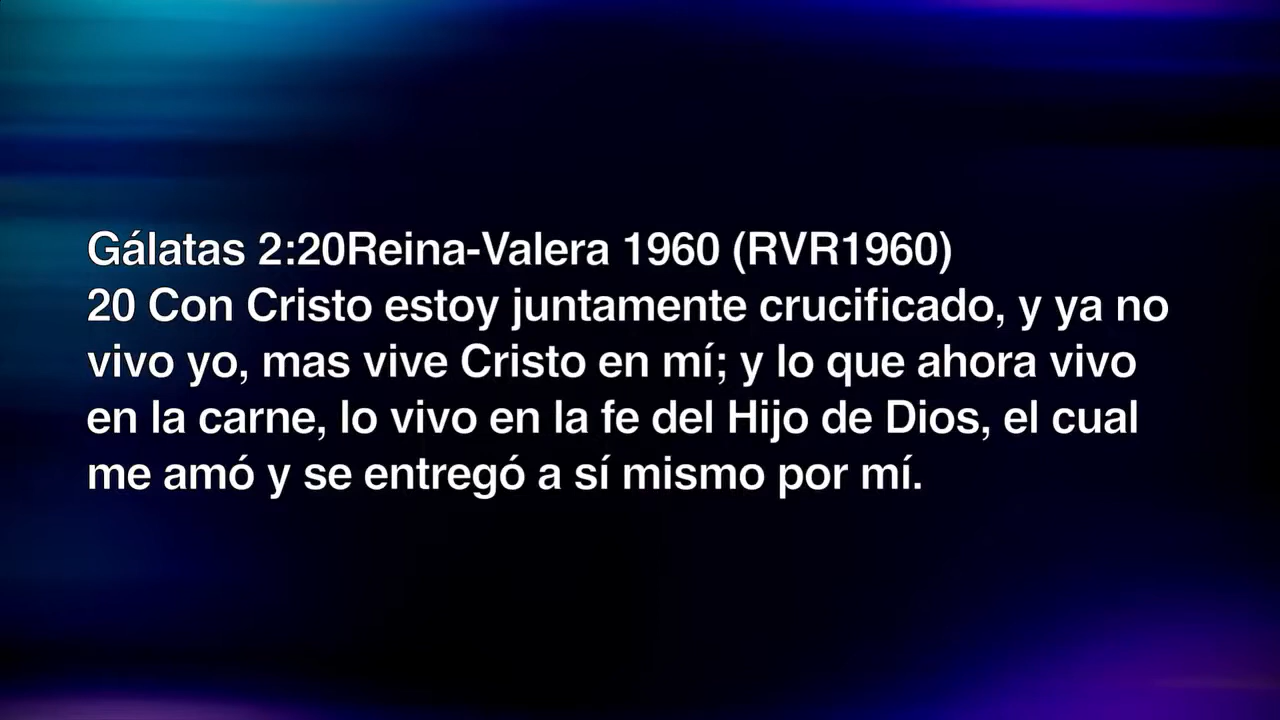 Gálatas 2:20Reina-Valera 1960 (RVR1960)
20 Con Cristo estoy juntamente crucificado, y ya no
vivo yo, mas vive Cristo en mí; y lo que ahora vivo
en la carne, lo vivo en la fe del Hijo de Dios, el cual
me amó y se entregó a sí mismo por mí.